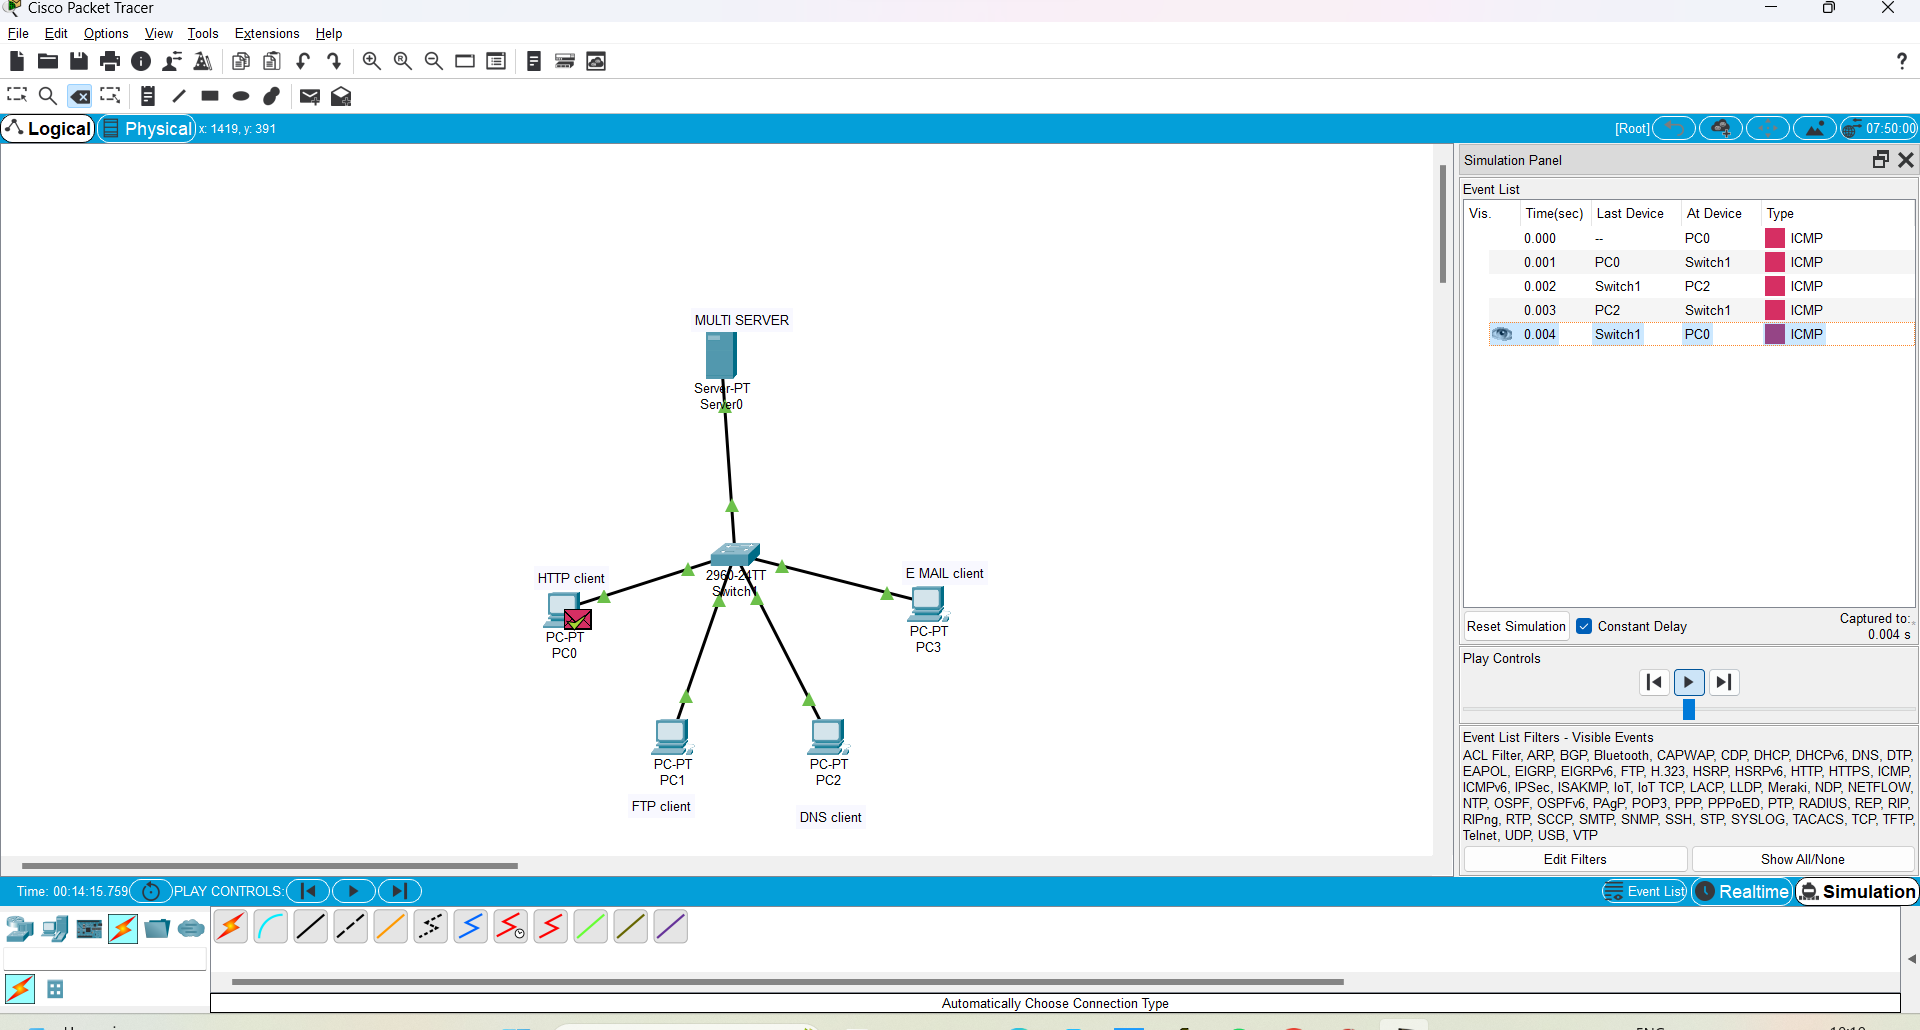 Cisco Packet Tracer
File Edit Options View Tools Extensions Help
?
Logical Physical x: 1419, y: 391 [Root] 07:50:00
Simulation Panel
Event List
Vis. Time(sec) Last Device At Device Type
0.000 -- PC0 ICMP
0.001 PC0 Switch1 ICMP
0.002 Switch1 PC2 ICMP
0.003 PC2 Switch1 ICMP
0.004 Switch1 PC0 ICMP
MULTI SERVER
Server-PT
Server0
2960-24TT
Switch1
HTTP client
PC-PT
PC0
E MAIL client
PC-PT
PC3
PC-PT
PC1
FTP client
PC-PT
PC2
DNS client
Reset Simulation Constant Delay Captured to:
0.004 s
Play Controls
Event List Filters - Visible Events
ACL Filter, ARP, BGP, Bluetooth, CAPWAP, CDP, DHCP, DHCPv6, DNS, DTP,
EAPOL, EIGRP, EIGRPv6, FTP, H.323, HSRP, HSRPv6, HTTP, HTTPS, ICMP,
ICMPv6, IPSec, ISAKMP, IoT, IoT TCP, LACP, LLDP, Meraki, NDP, NETFLOW,
NTP, OSPF, OSPFv6, PAgP, POP3, PPP, PPPoED, PTP, RADIUS, REP, RIP,
RIPng, RTP, SCCP, SMTP, SNMP, SSH, STP, SYSLOG, TACACS, TCP, TFTP,
Telnet, UDP, USB, VTP
Edit Filters Show All/None
Time: 00:14:15.759 PLAY CONTROLS: Event List Realtime Simulation
Automatically Choose Connection Type